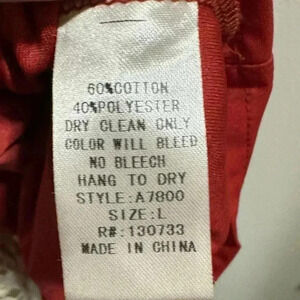 60%COTTON
40%POLYESTER
DRY CLEAN ONLY
COLOR WILL BLEED
NO BLEECH
HANG TO DRY
STYLE:A7800
SIZE:L
R#:130733
MADE IN CHINA